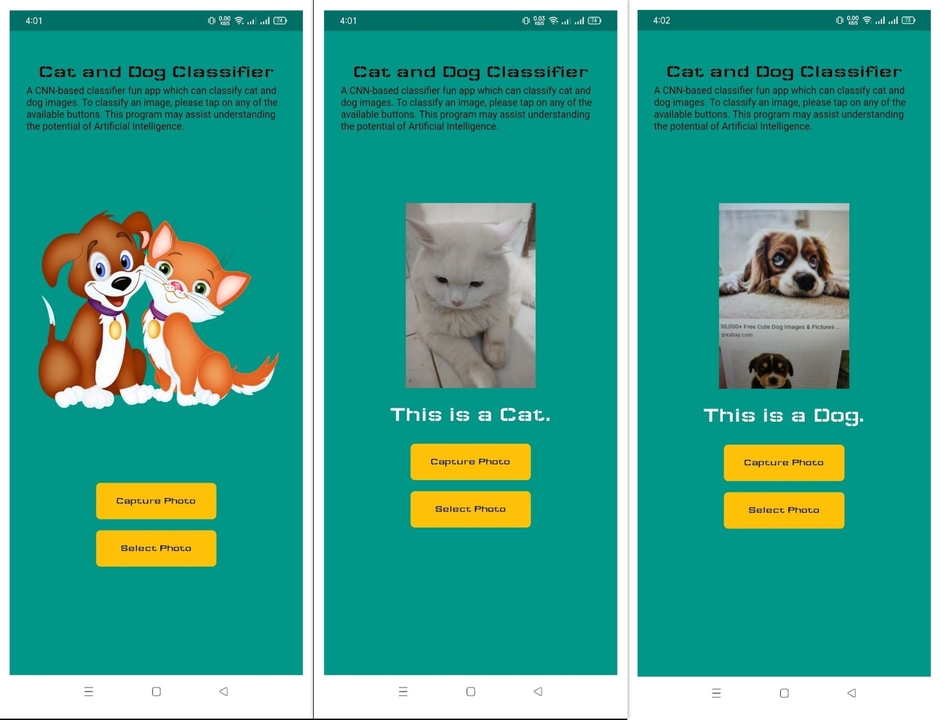 4:01
0.00 KB/S
74
Cat and Dog Classifier
A CNN-based classifier fun app which can classify cat and
dog images. To classify an image, please tap on any of the
available buttons. This program may assist understanding
the potential of Artificial Intelligence.
Capture Photo
Select Photo
4:01
0.03 KB/S
74
Cat and Dog Classifier
A CNN-based classifier fun app which can classify cat and
dog images. To classify an image, please tap on any of the
available buttons. This program may assist understanding
the potential of Artificial Intelligence.
This is a Cat.
Capture Photo
Select Photo
4:02
0.00 KB/S
Cat and Dog Classifier
A CNN-based classifier fun app which can classify cat and
dog images. To classify an image, please tap on any of the
available buttons. This program may assist understanding
the potential of Artificial Intelligence.
30,000+ Free Cute Dog Images & Pictures ...
pixabay.com
This is a Dog.
Capture Photo
Select Photo